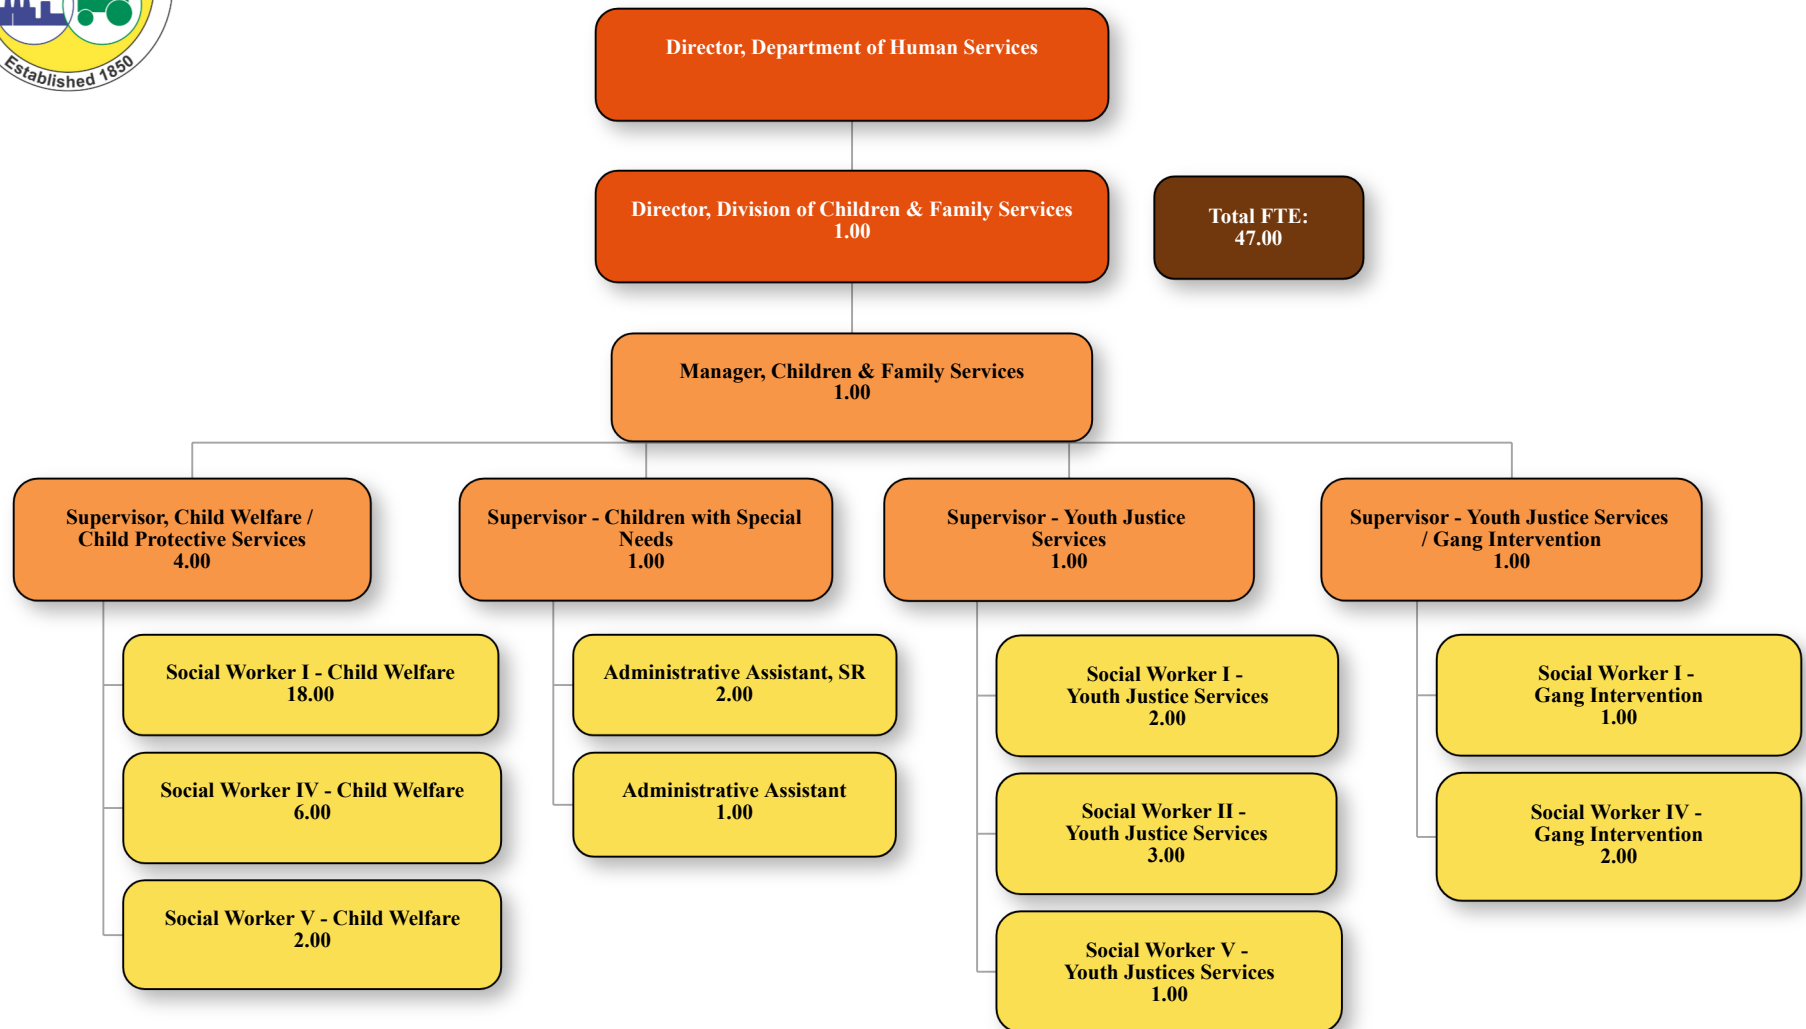 Established 1850
Director, Department of Human Services
Director, Division of Children & Family Services
1.00
Total FTE:
47.00
Manager, Children & Family Services
1.00
Supervisor, Child Welfare /
Child Protective Services
4.00
Supervisor - Children with Special
Needs
1.00
Supervisor - Youth Justice
Services
1.00
Supervisor - Youth Justice Services
/ Gang Intervention
1.00
Social Worker I - Child Welfare
18.00
Social Worker IV - Child Welfare
6.00
Social Worker V - Child Welfare
2.00
Administrative Assistant, SR
2.00
Administrative Assistant
1.00
Social Worker I -
Youth Justice Services
2.00
Social Worker II -
Youth Justice Services
3.00
Social Worker V -
Youth Justices Services
1.00
Social Worker I -
Gang Intervention
1.00
Social Worker IV -
Gang Intervention
2.00